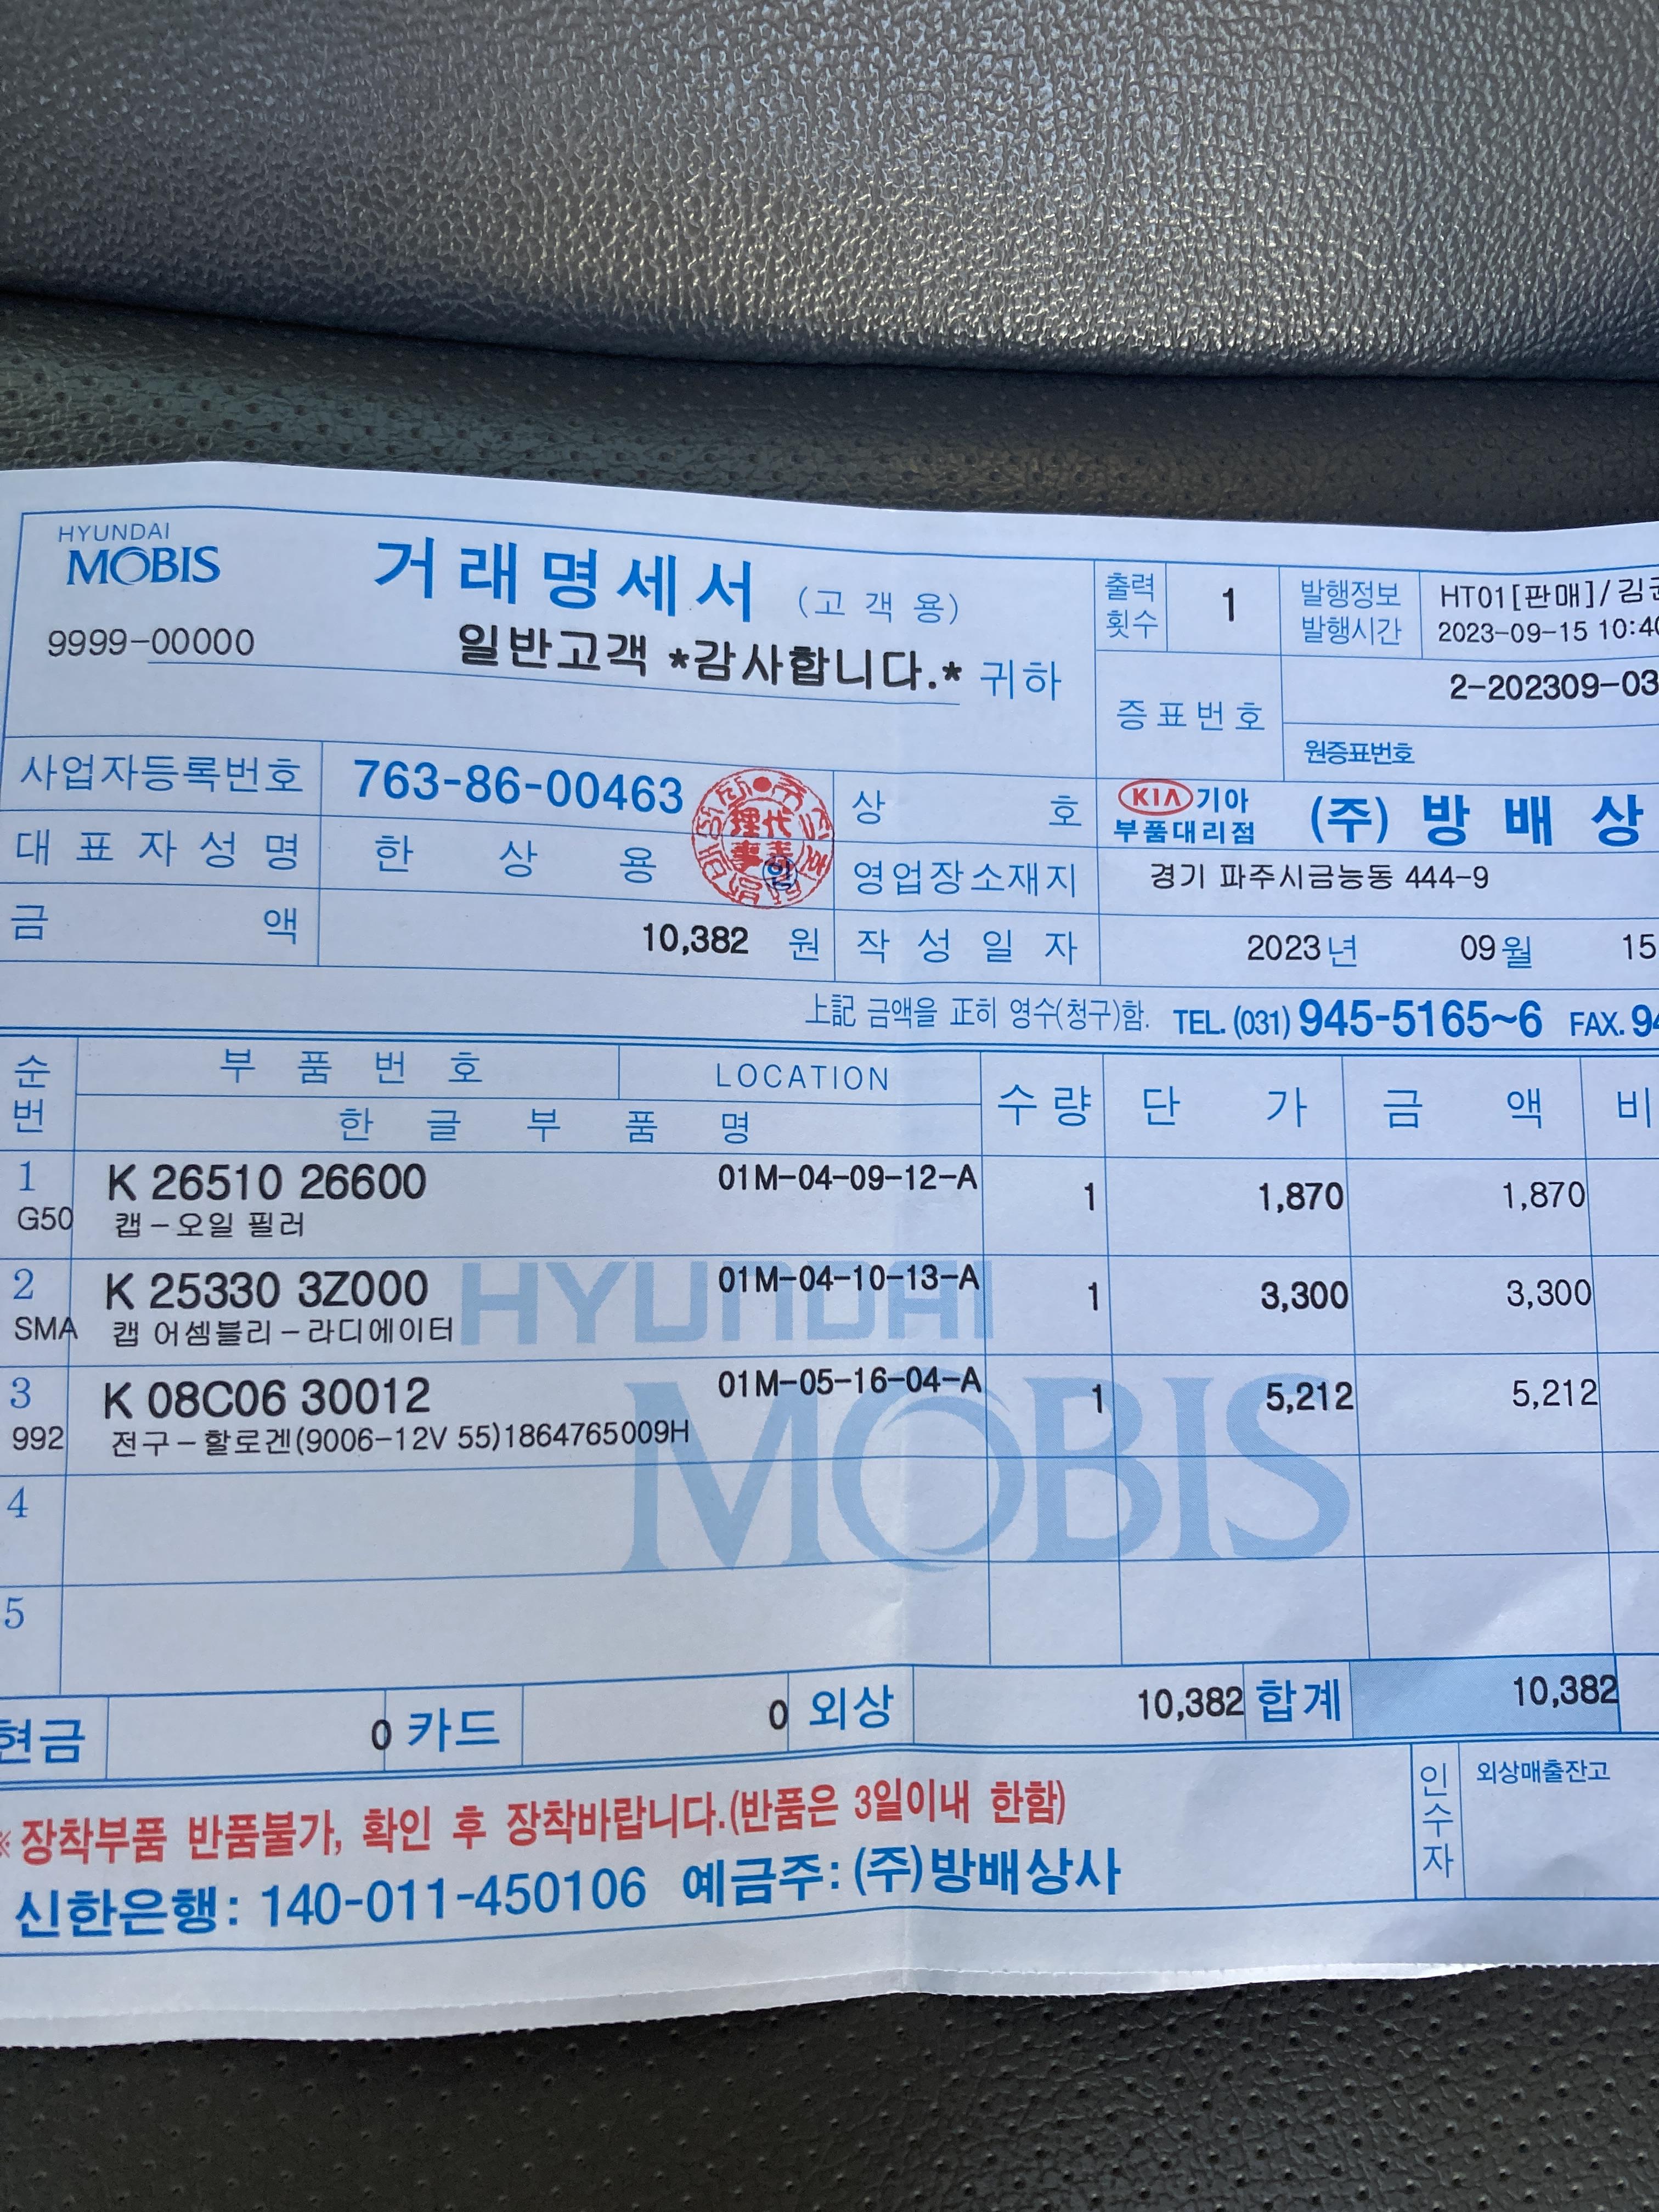 HYUNDAI
MOBIS
거래명세서 (고객용)
9999-00000
일반고객 *감사합니다.* 귀하
출력횟수 1
발행정보 HT01[판매]/김
발행시간 2023-09-15 10:40
증표번호 2-202309-03
원증표번호
사업자등록번호 763-86-00463
상호 KIA 기아 부품대리점 (주) 방배상
대표자성명 한상용 인
영업장소재지 경기 파주시금능동 444-9
금액 10,382 원
작성일자 2023년 09월 15
上記 금액을 正히 영수(청구)함. TEL. (031) 945-5165~6 FAX. 94
순번 부품번호 LOCATION 수량 단가 금액 비
한글부품명
1 K 26510 26600 01M-04-09-12-A 1 1,870 1,870
G50 캡-오일 필러
2 K 25330 3Z000 01M-04-10-13-A 1 3,300 3,300
SMA 캡 어셈블리-라디에이터
3 K 08C06 30012 01M-05-16-04-A 1 5,212 5,212
992 전구-할로겐(9006-12V 55)1864765009H
HYUNDAI
MOBIS
4
5
현금 0 카드 0 외상 10,382 합계 10,382
※장착부품 반품불가, 확인 후 장착바랍니다.(반품은 3일이내 한함)
인수자 외상매출잔고
신한은행: 140-011-450106 예금주: (주)방배상사